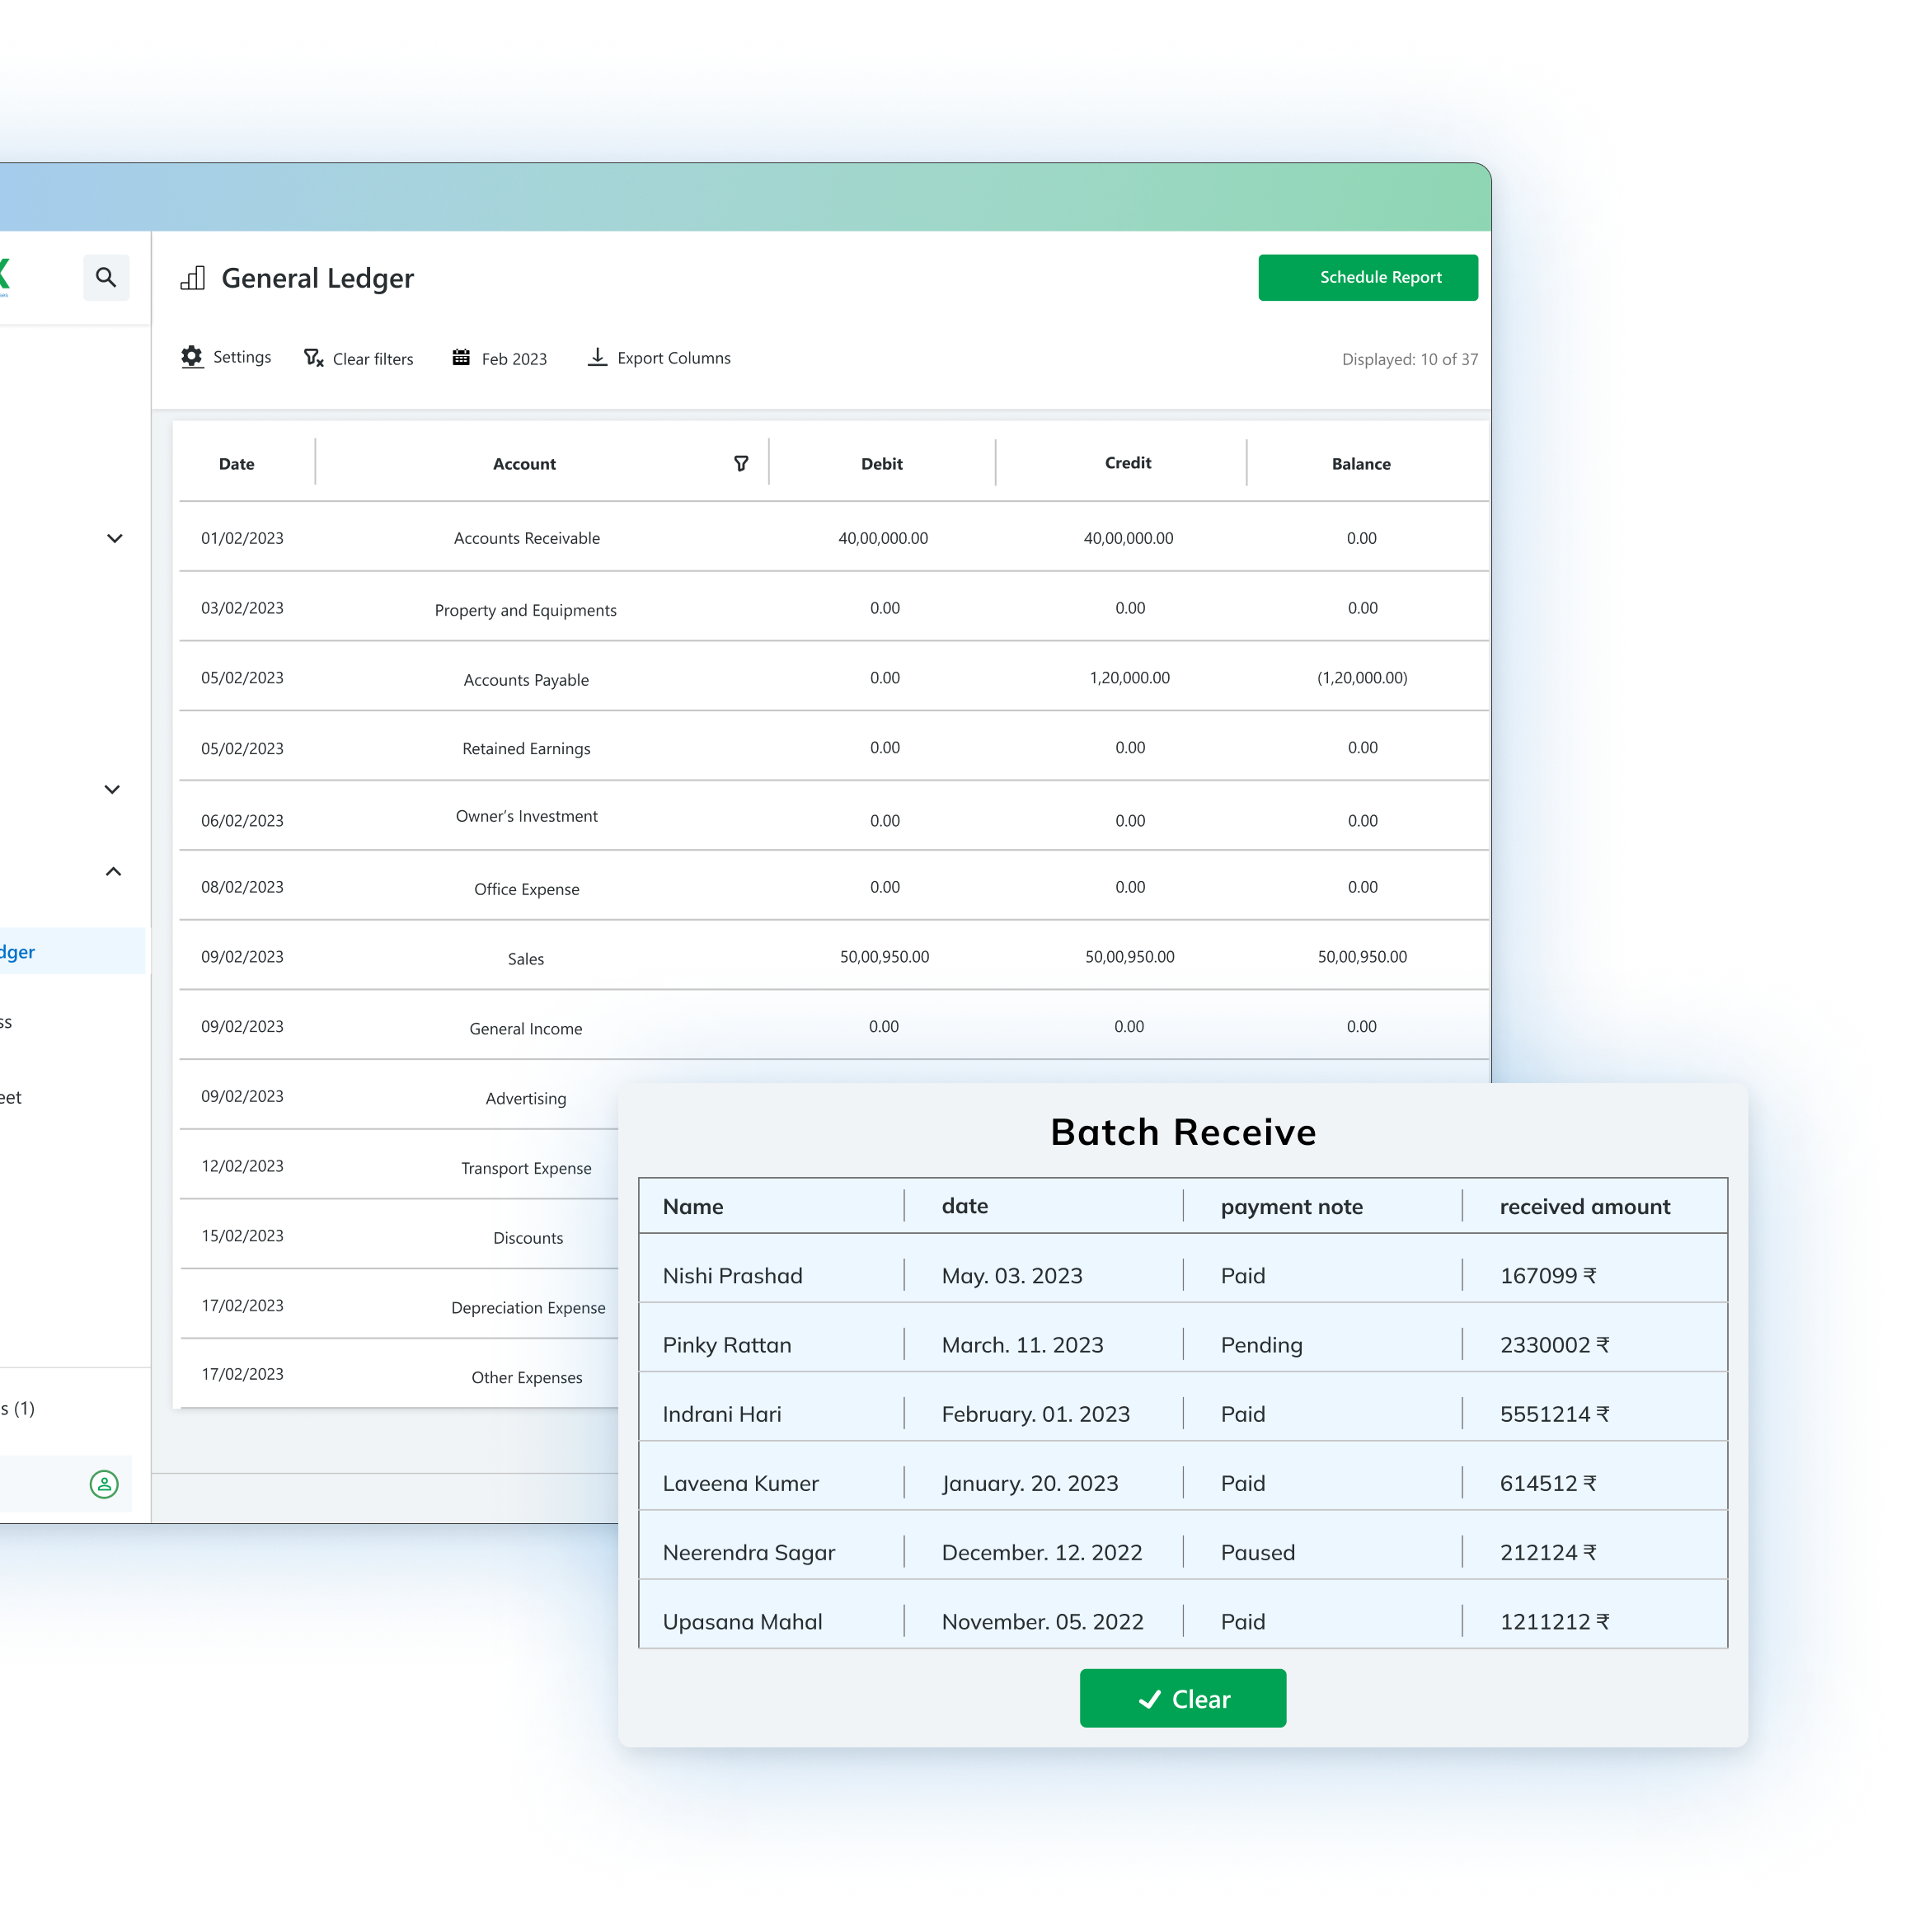 General Ledger
Schedule Report
Settings
Clear filters
Feb 2023
Export Columns
Displayed: 10 of 37
Date Account Debit Credit Balance
01/02/2023 Accounts Receivable 40,00,000.00 40,00,000.00 0.00
03/02/2023 Property and Equipments 0.00 0.00 0.00
05/02/2023 Accounts Payable 0.00 1,20,000.00 (1,20,000.00)
05/02/2023 Retained Earnings 0.00 0.00 0.00
06/02/2023 Owner's Investment 0.00 0.00 0.00
08/02/2023 Office Expense 0.00 0.00 0.00
dger
09/02/2023 Sales 50,00,950.00 50,00,950.00 50,00,950.00
ss
09/02/2023 General Income 0.00 0.00 0.00
eet
09/02/2023 Advertising
12/02/2023 Transport Expense
15/02/2023 Discounts
17/02/2023 Depreciation Expense
17/02/2023 Other Expenses
s (1)
Batch Receive
Name date payment note received amount
Nishi Prashad May. 03. 2023 Paid 167099 ₹
Pinky Rattan March. 11. 2023 Pending 2330002 ₹
Indrani Hari February. 01. 2023 Paid 5551214 ₹
Laveena Kumer January. 20. 2023 Paid 614512 ₹
Neerendra Sagar December. 12. 2022 Paused 212124 ₹
Upasana Mahal November. 05. 2022 Paid 1211212 ₹
Clear